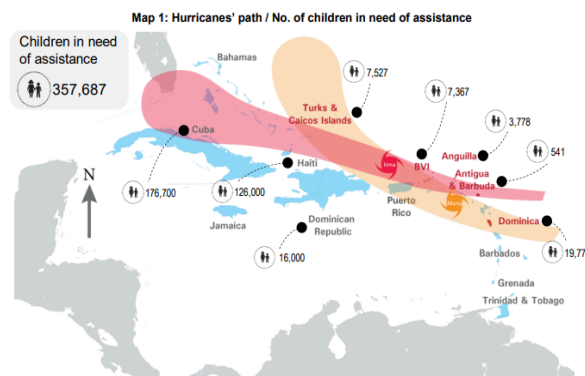 Map 1: Hurricanes' path / No. of children in need of assistance
Children in need
of assistance
357,687
Bahamas
7,527
Turks &
Caicos Islands
7,367
3,778
541
Cuba
Haiti
Irma
BVI
Anguilla
Antigua
& Barbuda
N
176,700
126,000
Jamaica
Dominican
Republic
16,000
Puerto
Rico
Maria
Dominica
19,77
Barbados
Grenada
Trinidad & Tobago